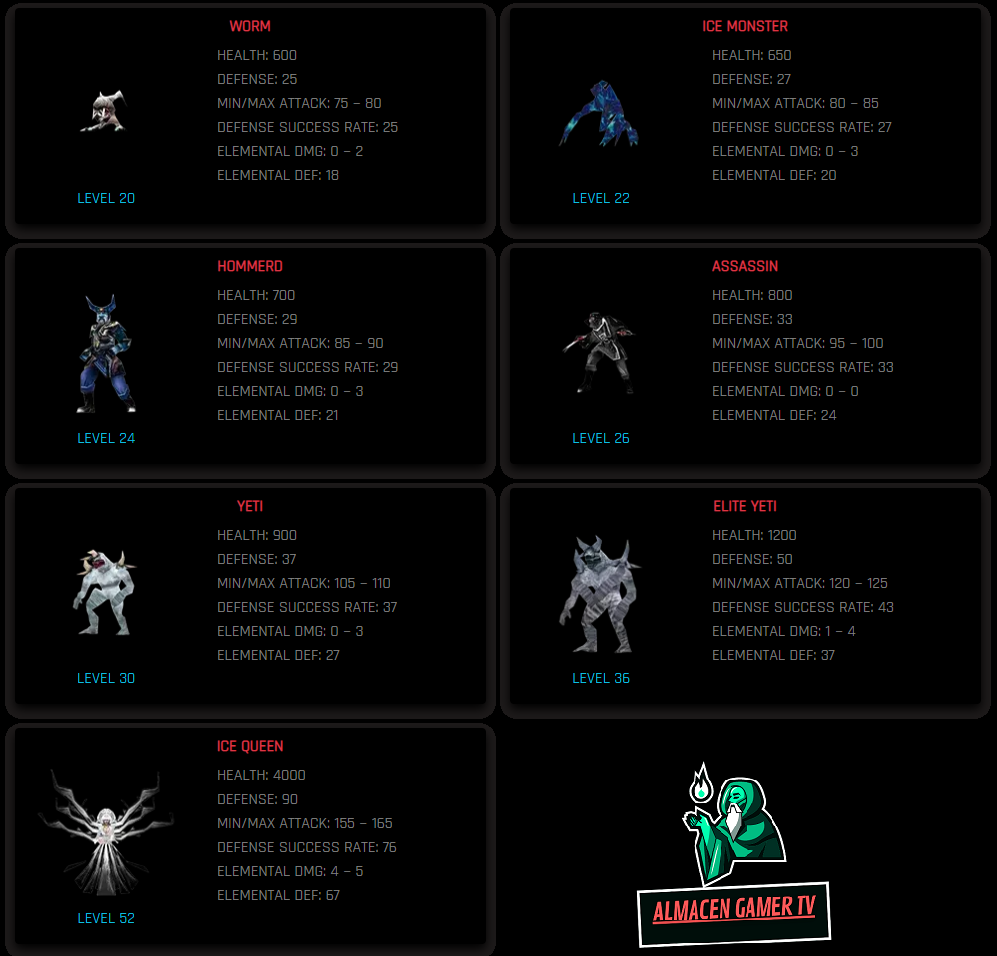 WORM
HEALTH: 600
DEFENSE: 25
MIN/MAX ATTACK: 75 – 80
DEFENSE SUCCESS RATE: 25
ELEMENTAL DMG: 0 – 2
ELEMENTAL DEF: 18
LEVEL 20
ICE MONSTER
HEALTH: 650
DEFENSE: 27
MIN/MAX ATTACK: 80 – 85
DEFENSE SUCCESS RATE: 27
ELEMENTAL DMG: 0 – 3
ELEMENTAL DEF: 20
LEVEL 22
HOMMERD
HEALTH: 700
DEFENSE: 29
MIN/MAX ATTACK: 85 – 90
DEFENSE SUCCESS RATE: 29
ELEMENTAL DMG: 0 – 3
ELEMENTAL DEF: 21
LEVEL 24
ASSASSIN
HEALTH: 800
DEFENSE: 33
MIN/MAX ATTACK: 95 – 100
DEFENSE SUCCESS RATE: 33
ELEMENTAL DMG: 0 – 0
ELEMENTAL DEF: 24
LEVEL 26
YETI
HEALTH: 900
DEFENSE: 37
MIN/MAX ATTACK: 105 – 110
DEFENSE SUCCESS RATE: 37
ELEMENTAL DMG: 0 – 3
ELEMENTAL DEF: 27
LEVEL 30
ELITE YETI
HEALTH: 1200
DEFENSE: 50
MIN/MAX ATTACK: 120 – 125
DEFENSE SUCCESS RATE: 43
ELEMENTAL DMG: 1 – 4
ELEMENTAL DEF: 37
LEVEL 36
ICE QUEEN
HEALTH: 4000
DEFENSE: 90
MIN/MAX ATTACK: 155 – 165
DEFENSE SUCCESS RATE: 76
ELEMENTAL DMG: 4 – 5
ELEMENTAL DEF: 67
LEVEL 52
ALMACEN GAMER TV